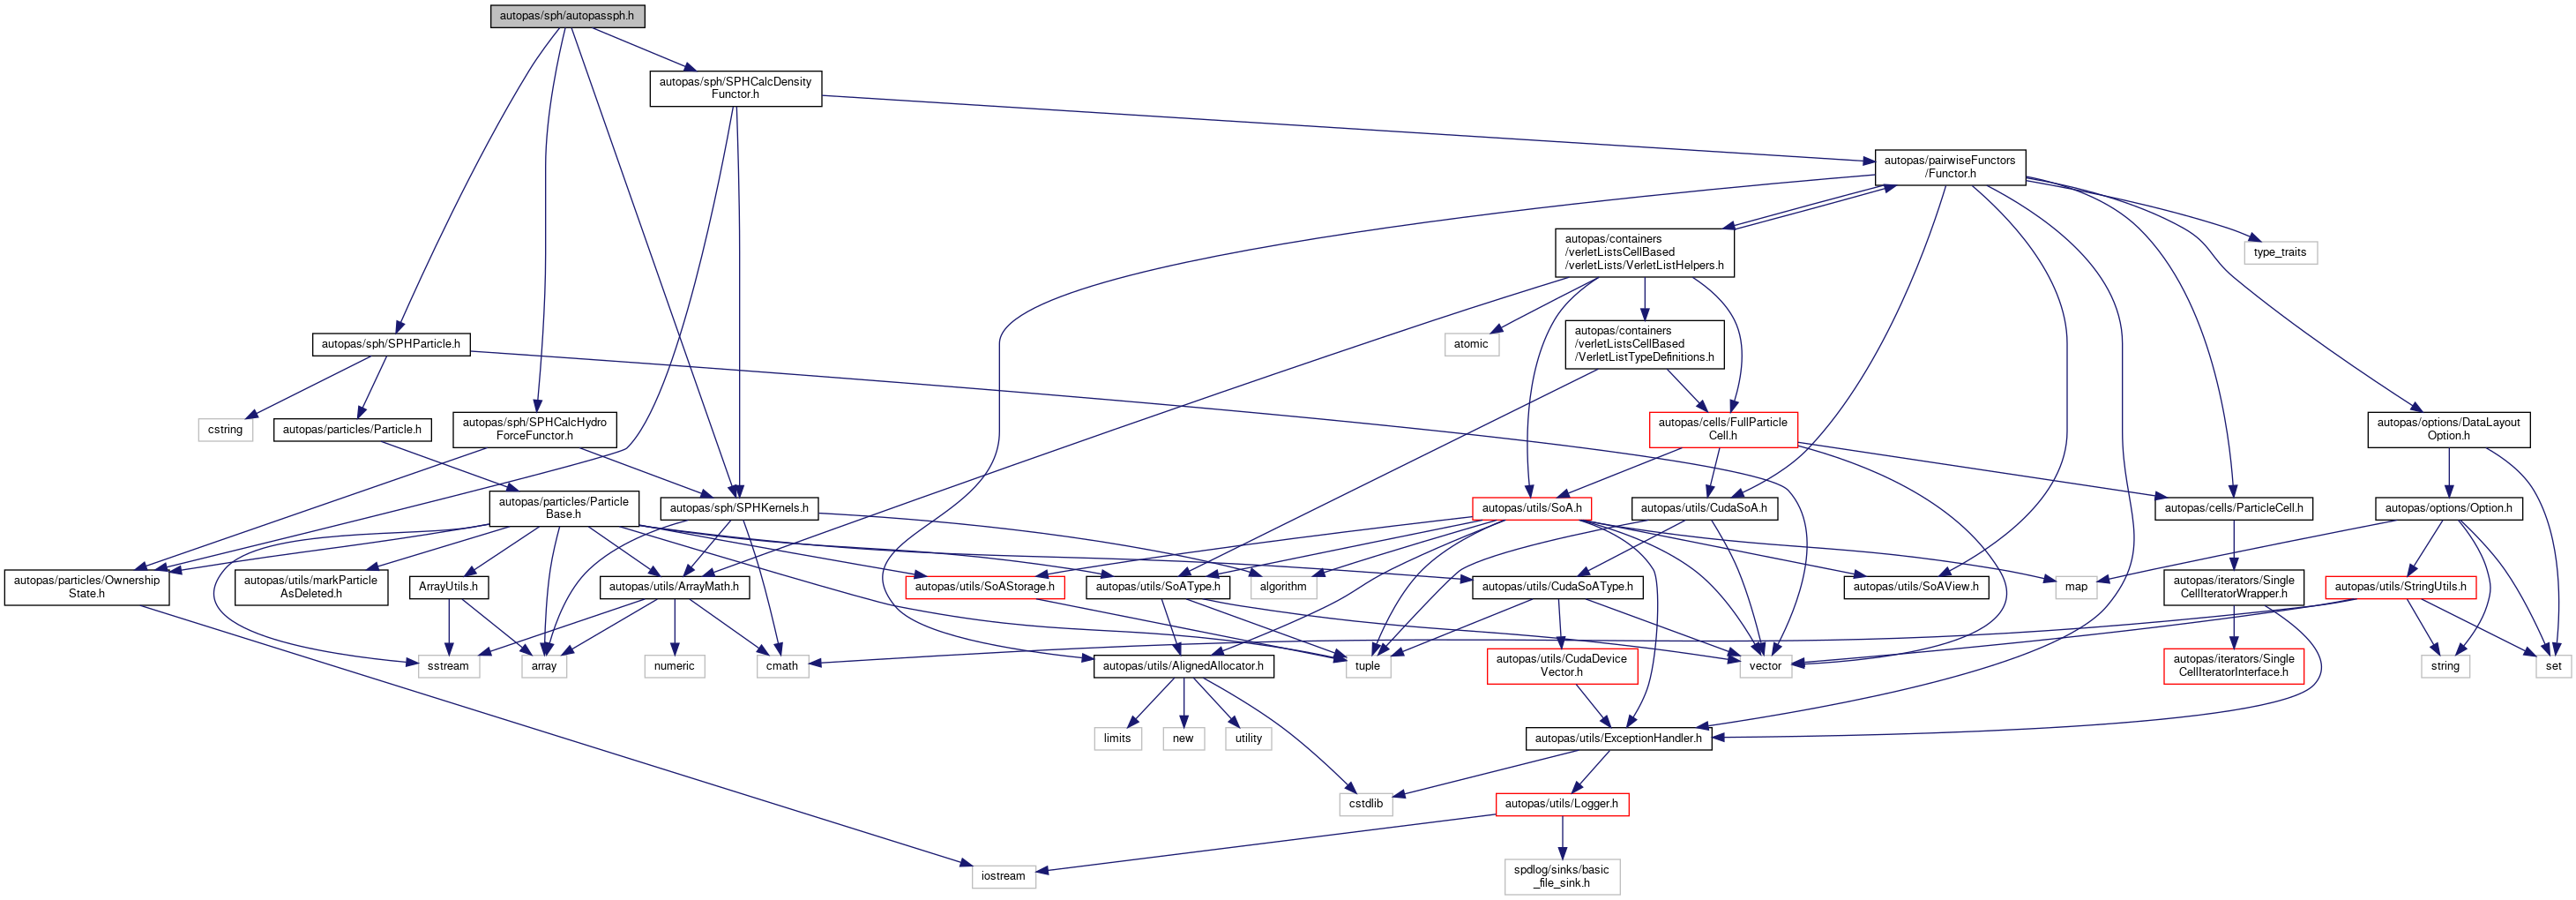 autopas/sph/autopassph.h
autopas/sph/SPHCalcDensity
Functor.h
autopas/pairwiseFunctors
/Functor.h
autopas/containers
/verletListsCellBased
/verletLists/VerletListHelpers.h
type_traits
autopas/sph/SPHParticle.h
atomic
autopas/containers
/verletListsCellBased
/VerletListTypeDefinitions.h
cstring
autopas/particles/Particle.h
autopas/sph/SPHCalcHydro
ForceFunctor.h
autopas/cells/FullParticle
Cell.h
autopas/options/DataLayout
Option.h
autopas/particles/Particle
Base.h
autopas/sph/SPHKernels.h
autopas/utils/SoA.h
autopas/utils/CudaSoA.h
autopas/cells/ParticleCell.h
autopas/options/Option.h
autopas/particles/Ownership
State.h
autopas/utils/markParticle
AsDeleted.h
ArrayUtils.h
autopas/utils/ArrayMath.h
autopas/utils/SoAStorage.h
autopas/utils/SoAType.h
algorithm
autopas/utils/CudaSoAType.h
autopas/utils/SoAView.h
map
autopas/iterators/Single
CellIteratorWrapper.h
autopas/utils/StringUtils.h
sstream
array
numeric
cmath
autopas/utils/AlignedAllocator.h
tuple
autopas/utils/CudaDevice
Vector.h
vector
autopas/iterators/Single
CellIteratorInterface.h
string
set
limits
new
utility
autopas/utils/ExceptionHandler.h
cstdlib
autopas/utils/Logger.h
iostream
spdlog/sinks/basic
_file_sink.h